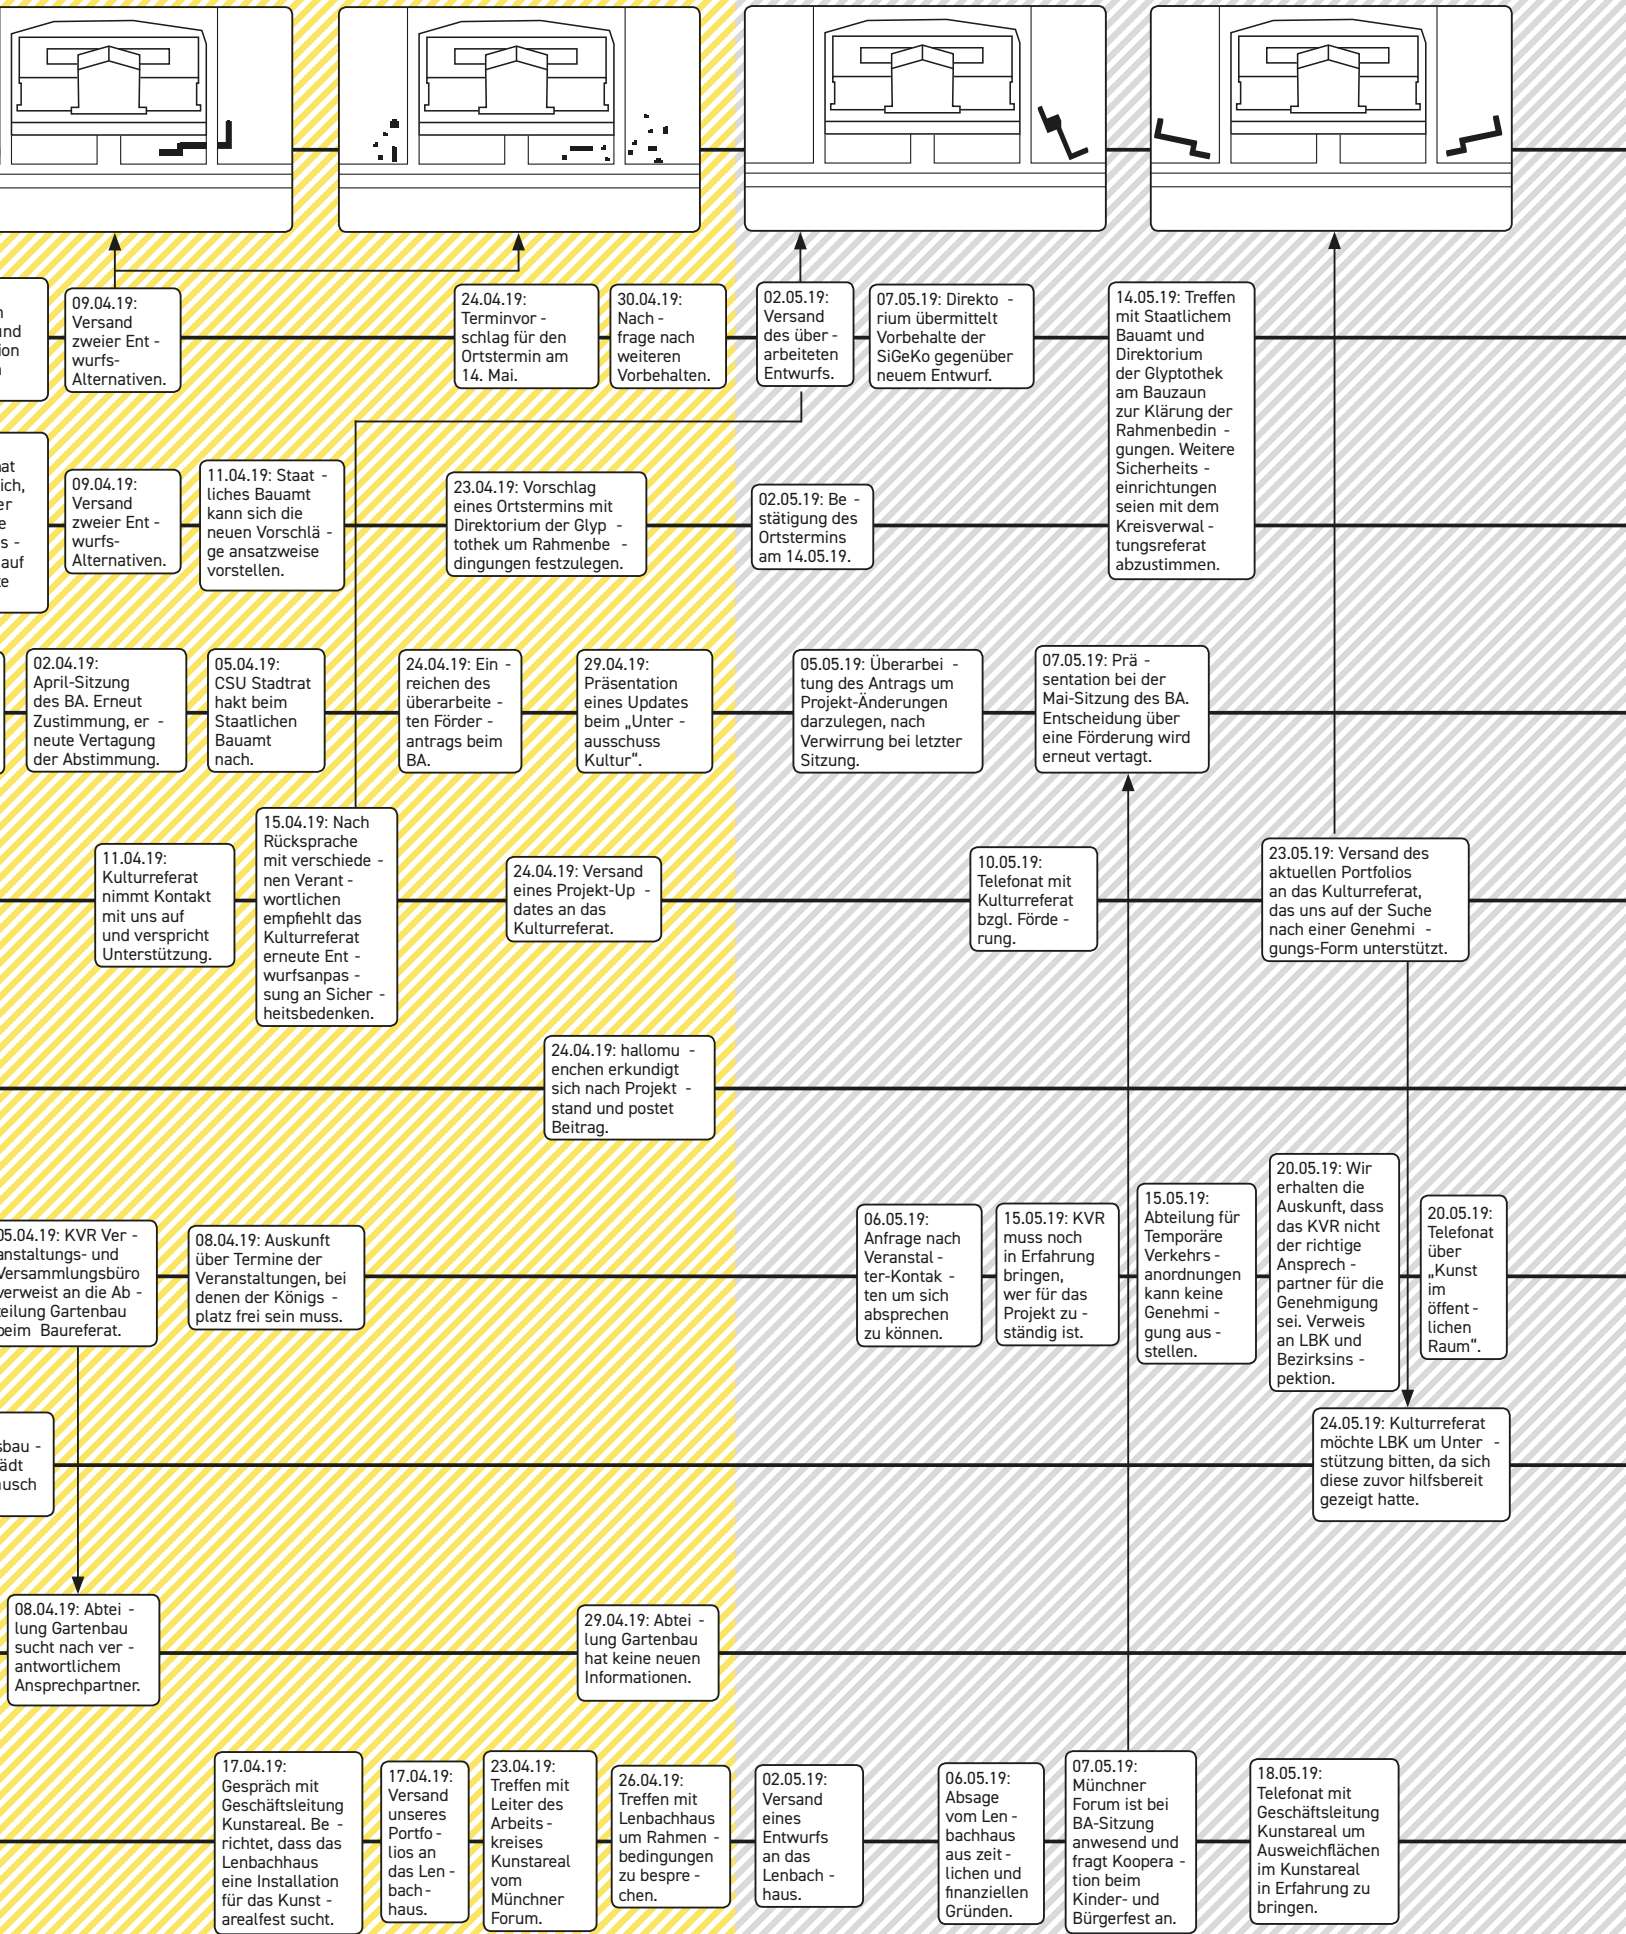 n
und
ion
n
09.04.19:
Versand
zweier Ent -
wurfs-
Alternativen.
24.04.19:
Terminvor -
schlag für den
Ortstermin am
14. Mai.
30.04.19:
Nach -
frage nach
weiteren
Vorbehalten.
02.05.19:
Versand
des über -
arbeiteten
Entwurfs.
07.05.19: Direkto -
rium übermittelt
Vorbehalte der
SiGeKo gegenüber
neuem Entwurf.
14.05.19: Treffen
mit Staatlichem
Bauamt und
Direktorium
der Glyptothek
am Bauzaun
zur Klärung der
Rahmenbedin -
gungen. Weitere
Sicherheits -
einrichtungen
seien mit dem
Kreisverwal -
tungsreferat
abzustimmen.
at
ich,
er
e
s -
auf
te
09.04.19:
Versand
zweier Ent -
wurfs-
Alternativen.
11.04.19: Staat -
liches Bauamt
kann sich die
neuen Vorschlä -
ge ansatzweise
vorstellen.
23.04.19: Vorschlag
eines Ortstermins mit
Direktorium der Glyp -
tothek um Rahmenbe -
dingungen festzulegen.
02.05.19: Be -
stätigung des
Ortstermins
am 14.05.19.
02.04.19:
April-Sitzung
des BA. Erneut
Zustimmung, er -
neute Vertagung
der Abstimmung.
05.04.19:
CSU Stadtrat
hakt beim
Staatlichen
Bauamt
nach.
24.04.19: Ein -
reichen des
überarbeite -
ten Förder -
antrags beim
BA.
29.04.19:
Präsentation
eines Updates
beim „Unter -
ausschuss
Kultur“.
05.05.19: Überarbei -
tung des Antrags um
Projekt-Änderungen
darzulegen, nach
Verwirrung bei letzter
Sitzung.
07.05.19: Prä -
sentation bei der
Mai-Sitzung des BA.
Entscheidung über
eine Förderung wird
erneut vertagt.
11.04.19:
Kulturreferat
nimmt Kontakt
mit uns auf
und verspricht
Unterstützung.
15.04.19: Nach
Rücksprache
mit verschiede -
nen Verant -
wortlichen
empfiehlt das
Kulturreferat
erneute Ent -
wurfsanpas -
sung an Sicher -
heitsbedenken.
24.04.19: Versand
eines Projekt-Up -
dates an das
Kulturreferat.
10.05.19:
Telefonat mit
Kulturreferat
bzgl. Förde -
rung.
23.05.19: Versand des
aktuellen Portfolios
an das Kulturreferat,
das uns auf der Suche
nach einer Genehmi -
gungs-Form unterstützt.
24.04.19: hallomu -
enchen erkundigt
sich nach Projekt -
stand und postet
Beitrag.
05.04.19: KVR Ver -
anstaltungs- und
Versammlungsbüro
verweist an die Ab -
teilung Gartenbau
beim Baureferat.
08.04.19: Auskunft
über Termine der
Veranstaltungen, bei
denen der Königs -
platz frei sein muss.
06.05.19:
Anfrage nach
Veranstal -
ter-Kontak -
ten um sich
absprechen
zu können.
15.05.19: KVR
muss noch
in Erfahrung
bringen,
wer für das
Projekt zu -
ständig ist.
15.05.19:
Abteilung für
Temporäre
Verkehrs -
anordnungen
kann keine
Genehmi -
gung aus -
stellen.
20.05.19: Wir
erhalten die
Auskunft, dass
das KVR nicht
der richtige
Ansprech -
partner für die
Genehmigung
sei. Verweis
an LBK und
Bezirksins -
pektion.
20.05.19:
Telefonat
über
„Kunst
im
öffent -
lichen
Raum“.
sbau -
ädt
usch
24.05.19: Kulturreferat
möchte LBK um Unter -
stützung bitten, da sich
diese zuvor hilfsbereit
gezeigt hatte.
08.04.19: Abtei -
lung Gartenbau
sucht nach ver -
antwortlichem
Ansprechpartner.
29.04.19: Abtei -
lung Gartenbau
hat keine neuen
Informationen.
17.04.19:
Gespräch mit
Geschäftsleitung
Kunstareal. Be -
richtet, dass das
Lenbachhaus
eine Installation
für das Kunst -
arealfest sucht.
17.04.19:
Versand
unseres
Portfo -
lios an
das Len -
bach -
haus.
23.04.19:
Treffen mit
Leiter des
Arbeits -
kreises
Kunstareal
vom
Münchner
Forum.
26.04.19:
Treffen mit
Lenbachhaus
um Rahmen -
bedingungen
zu bespre -
chen.
02.05.19:
Versand
eines
Entwurfs
an das
Lenbach -
haus.
06.05.19:
Absage
vom Len -
bachhaus
aus zeit -
lichen und
finanziellen
Gründen.
07.05.19:
Münchner
Forum ist bei
BA-Sitzung
anwesend und
fragt Koopera -
tion beim
Kinder- und
Bürgerfest an.
18.05.19:
Telefonat mit
Geschäftsleitung
Kunstareal um
Ausweichflächen
im Kunstareal
in Erfahrung zu
bringen.